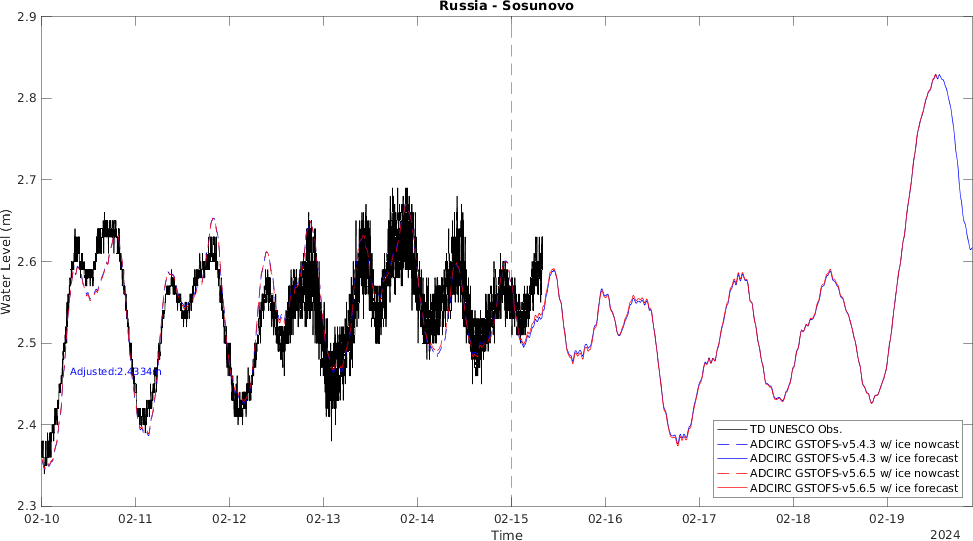 Russia - Sosunovo
2.9
2.8
2.7
2.6
2.5
2.4
2.3
Water Level (m)
Adjusted:2.4334m
TD UNESCO Obs.
ADCIRC GSTOFS-v5.4.3 w/ ice nowcast
ADCIRC GSTOFS-v5.4.3 w/ ice forecast
ADCIRC GSTOFS-v5.6.5 w/ ice nowcast
ADCIRC GSTOFS-v5.6.5 w/ ice forecast
02-10 02-11 02-12 02-13 02-14 02-15 02-16 02-17 02-18 02-19
Time
2024